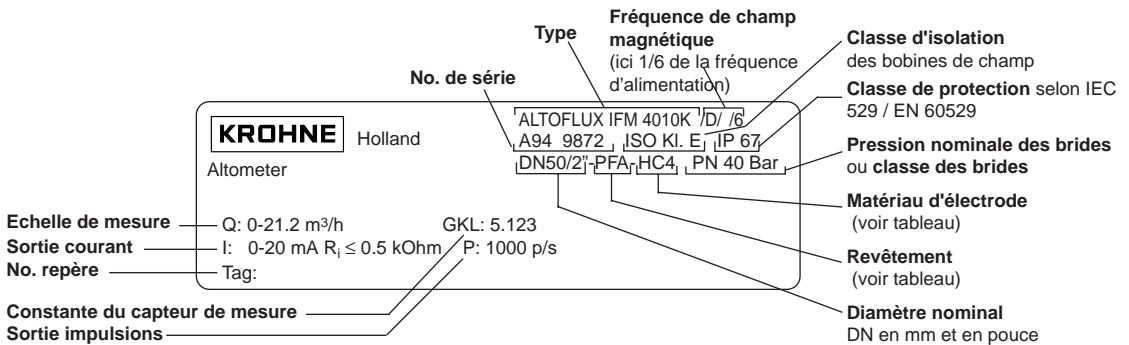 Fréquence de champ
magnétique
(ici 1/6 de la fréquence
d'alimentation)
Type
No. de série
Classe d'isolation
des bobines de champ
Classe de protection selon IEC
529 / EN 60529
Pression nominale des brides
ou classe des brides
Matériau d'électrode
(voir tableau)
Revêtement
(voir tableau)
Diamètre nominal
DN en mm et en pouce
KROHNE Holland
Altometer
ALTOFLUX IFM 4010K /D/ /6
A94 9872 ISO Kl. E IP 67
DN50/2"-PFA-HC4 PN 40 Bar
Echelle de mesure
Q: 0-21.2 m³/h GKL: 5.123
Sortie courant
I: 0-20 mA Ri ≤ 0.5 kOhm P: 1000 p/s
No. repère
Tag:
Constante du capteur de mesure
Sortie impulsions